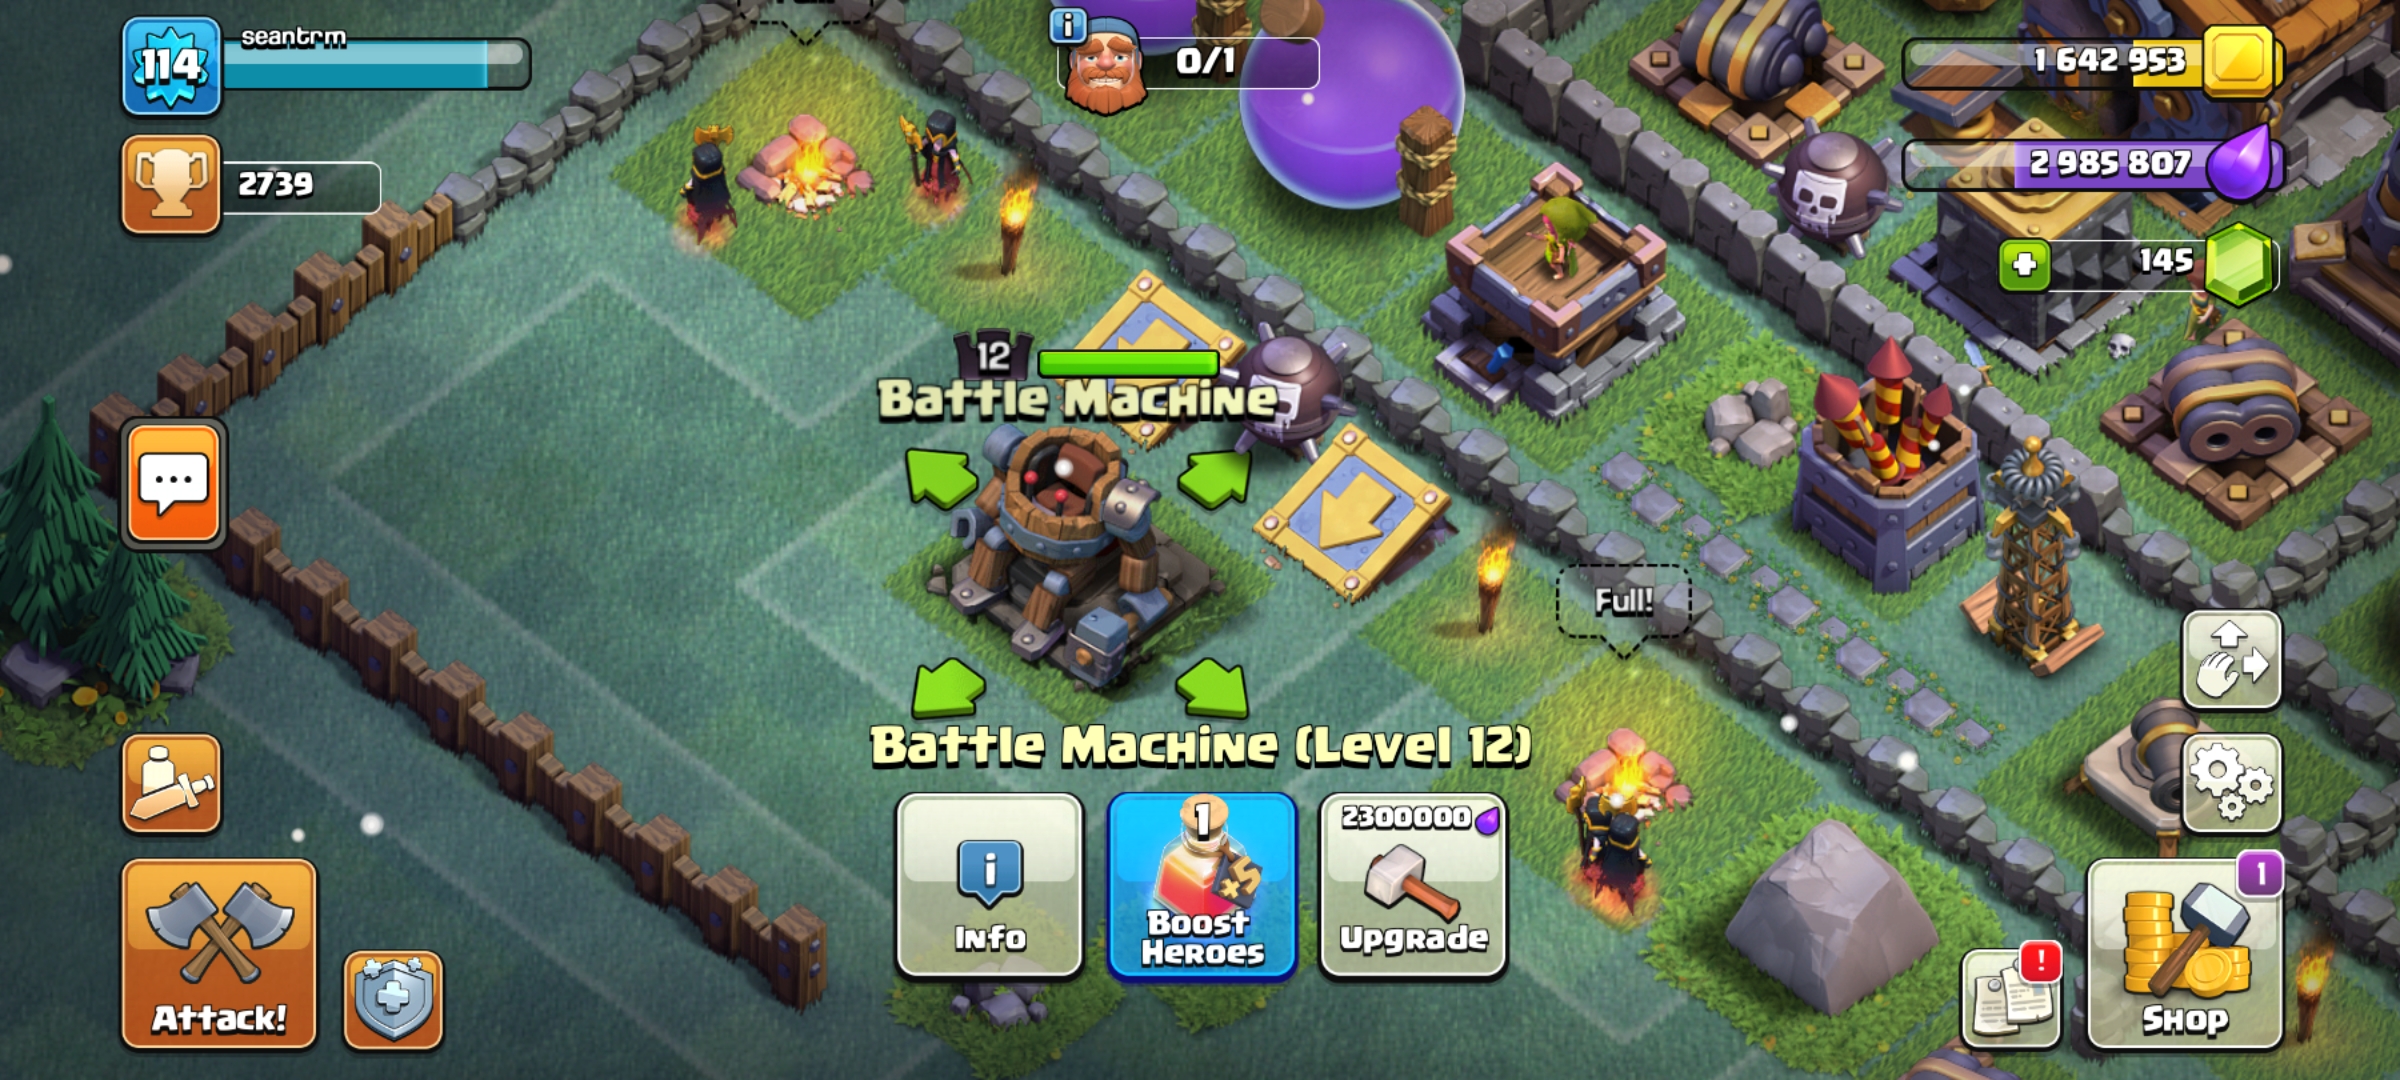 114
seantrm
0/1
1 642 953
2739
2 985 807
145
12
Battle Machine
Full!
Battle Machine (Level 12)
1
x5
Boost
Heroes
Info
2300000
Upgrade
Attack!
!
1
Shop